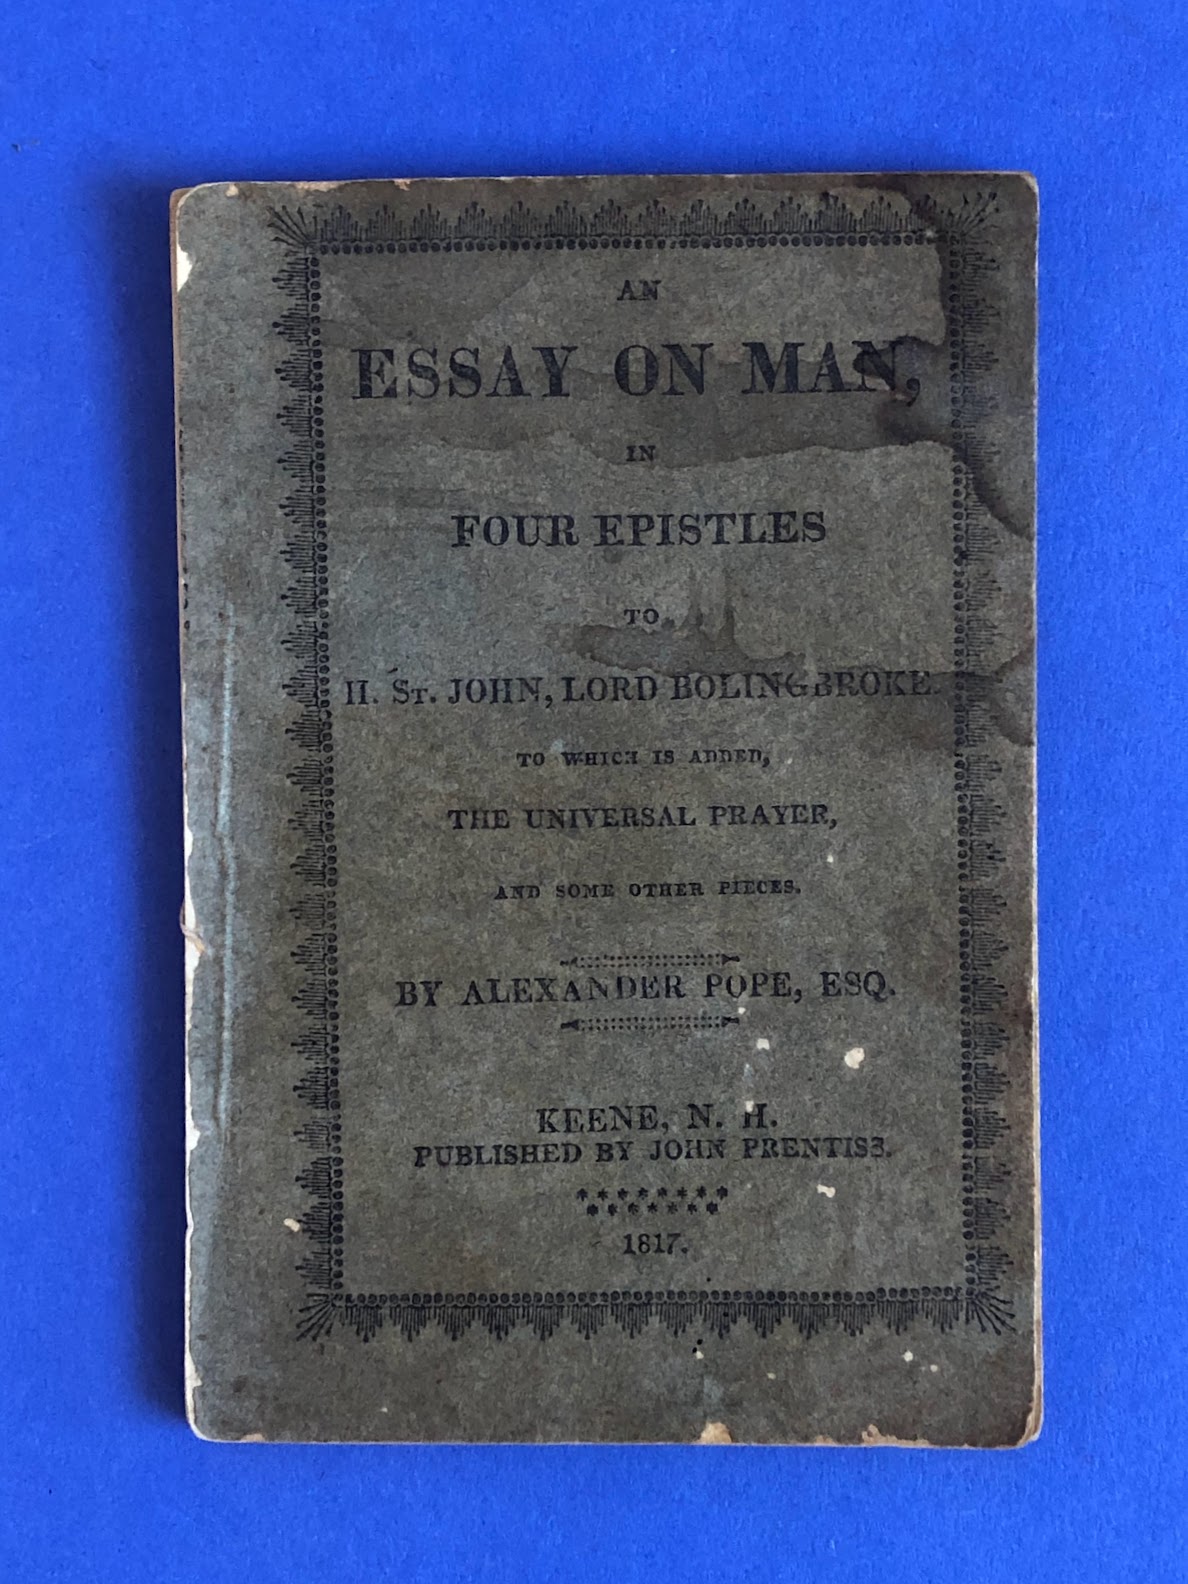 AN
ESSAY ON MAN,
IN
FOUR EPISTLES
TO
H. ST. JOHN, LORD BOLINGBROKE.
TO WHICH IS ADDED,
THE UNIVERSAL PRAYER,
AND SOME OTHER PIECES.
BY ALEXANDER POPE, ESQ.
KEENE, N. H.
PUBLISHED BY JOHN PRENTISS.
1817.